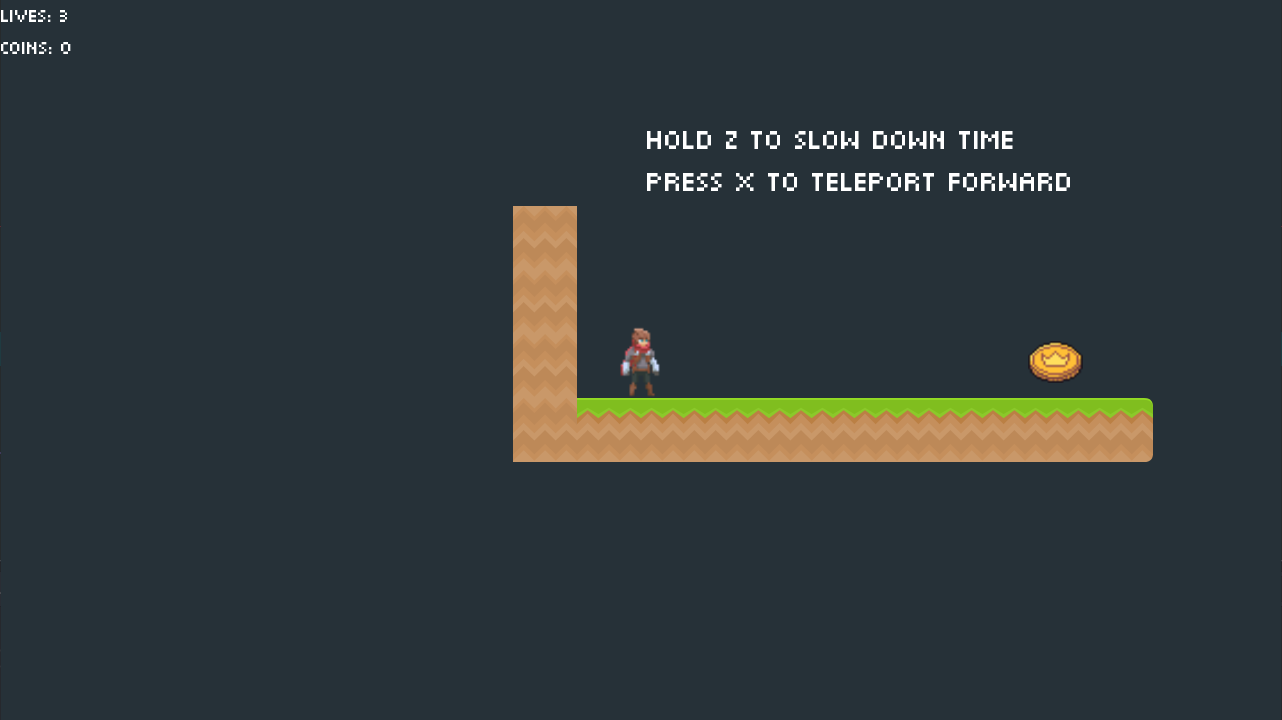 LIVES: 3
COINS: 0
HOLD Z TO SLOW DOWN TIME
PRESS X TO TELEPORT FORWARD